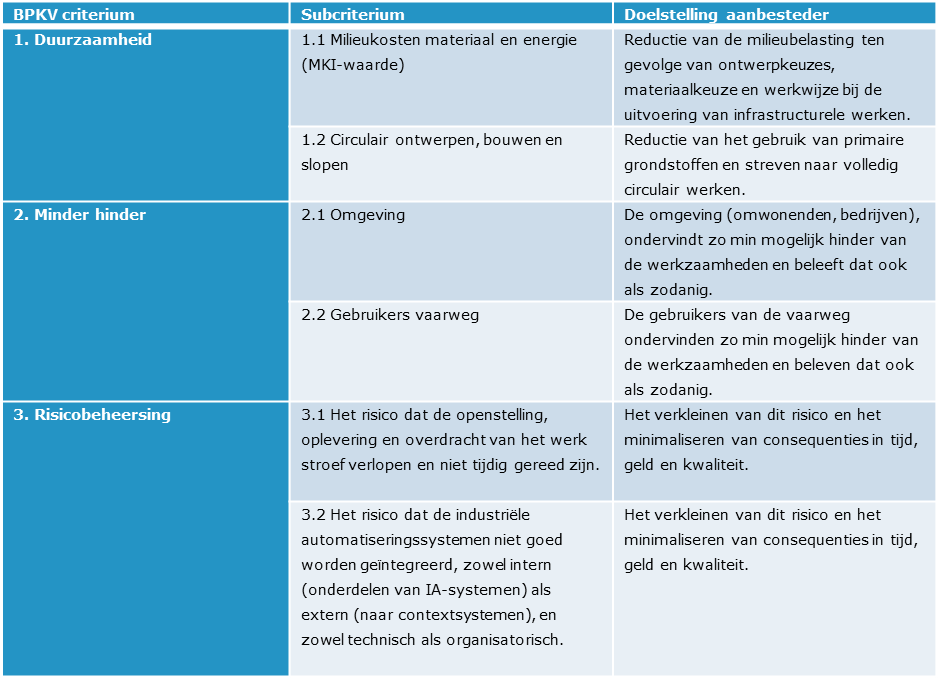 BPKV criterium
Subcriterium
Doelstelling aanbesteder
1. Duurzaamheid
1.1 Milieukosten materiaal en energie
(MKI-waarde)
Reductie van de milieubelasting ten
gevolge van ontwerpkeuzes,
materiaalkeuze en werkwijze bij de
uitvoering van infrastructurele werken.
1.2 Circulair ontwerpen, bouwen en
slopen
Reductie van het gebruik van primaire
grondstoffen en streven naar volledig
circulair werken.
2. Minder hinder
2.1 Omgeving
De omgeving (omwonenden, bedrijven),
ondervindt zo min mogelijk hinder van
de werkzaamheden en beleeft dat ook
als zodanig.
2.2 Gebruikers vaarweg
De gebruikers van de vaarweg
ondervinden zo min mogelijk hinder van
de werkzaamheden en beleven dat ook
als zodanig.
3. Risicobeheersing
3.1 Het risico dat de openstelling,
oplevering en overdracht van het werk
stroef verlopen en niet tijdig gereed zijn.
Het verkleinen van dit risico en het
minimaliseren van consequenties in tijd,
geld en kwaliteit.
3.2 Het risico dat de industriële
automatiseringssystemen niet goed
worden geïntegreerd, zowel intern
(onderdelen van IA-systemen) als
extern (naar contextsystemen), en
zowel technisch als organisatorisch.
Het verkleinen van dit risico en het
minimaliseren van consequenties in tijd,
geld en kwaliteit.